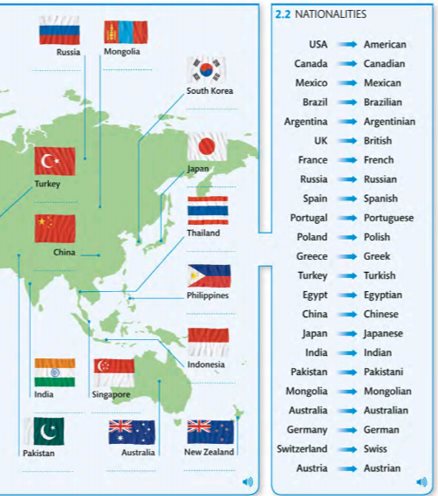 Russia
Mongolia
South Korea
Turkey
Japan
China
Thailand
Philippines
Indonesia
India
Singapore
Pakistan
Australia
New Zealand
2.2 NATIONALITIES
USA → American
Canada → Canadian
Mexico → Mexican
Brazil → Brazilian
Argentina → Argentinian
UK → British
France → French
Russia → Russian
Spain → Spanish
Portugal → Portuguese
Poland → Polish
Greece → Greek
Turkey → Turkish
Egypt → Egyptian
China → Chinese
Japan → Japanese
India → Indian
Pakistan → Pakistani
Mongolia → Mongolian
Australia → Australian
Germany → German
Switzerland → Swiss
Austria → Austrian